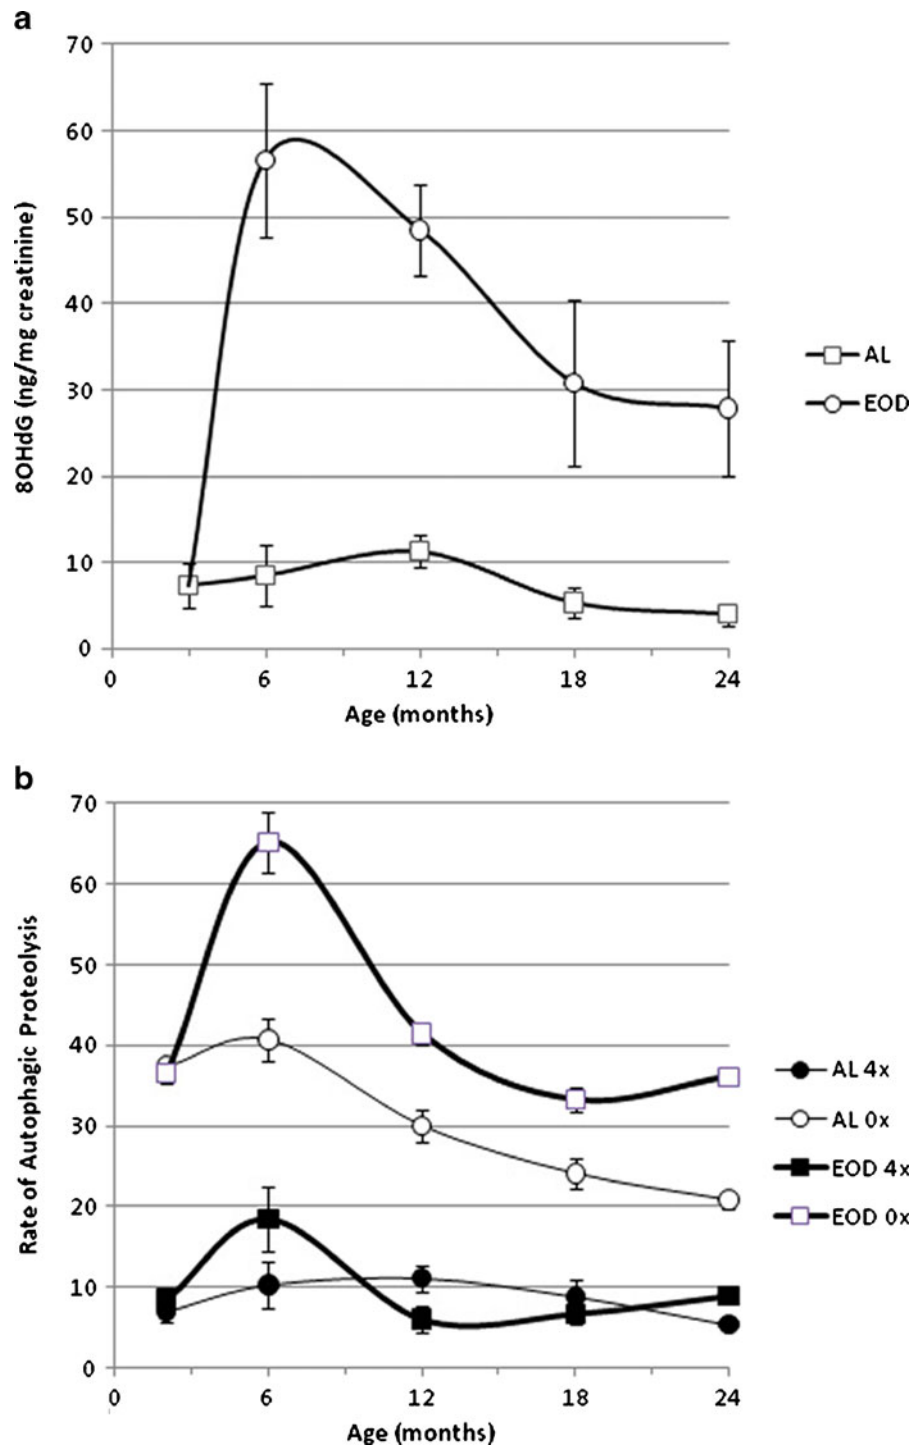 a
70
60
50
40
30
20
10
0
8OHdG (ng/mg creatinine)
0 6 12 18 24
Age (months)
AL
EOD
b
70
60
50
40
30
20
10
0
Rate of Autophagic Proteolysis
0 6 12 18 24
Age (months)
AL 4x
AL 0x
EOD 4x
EOD 0x